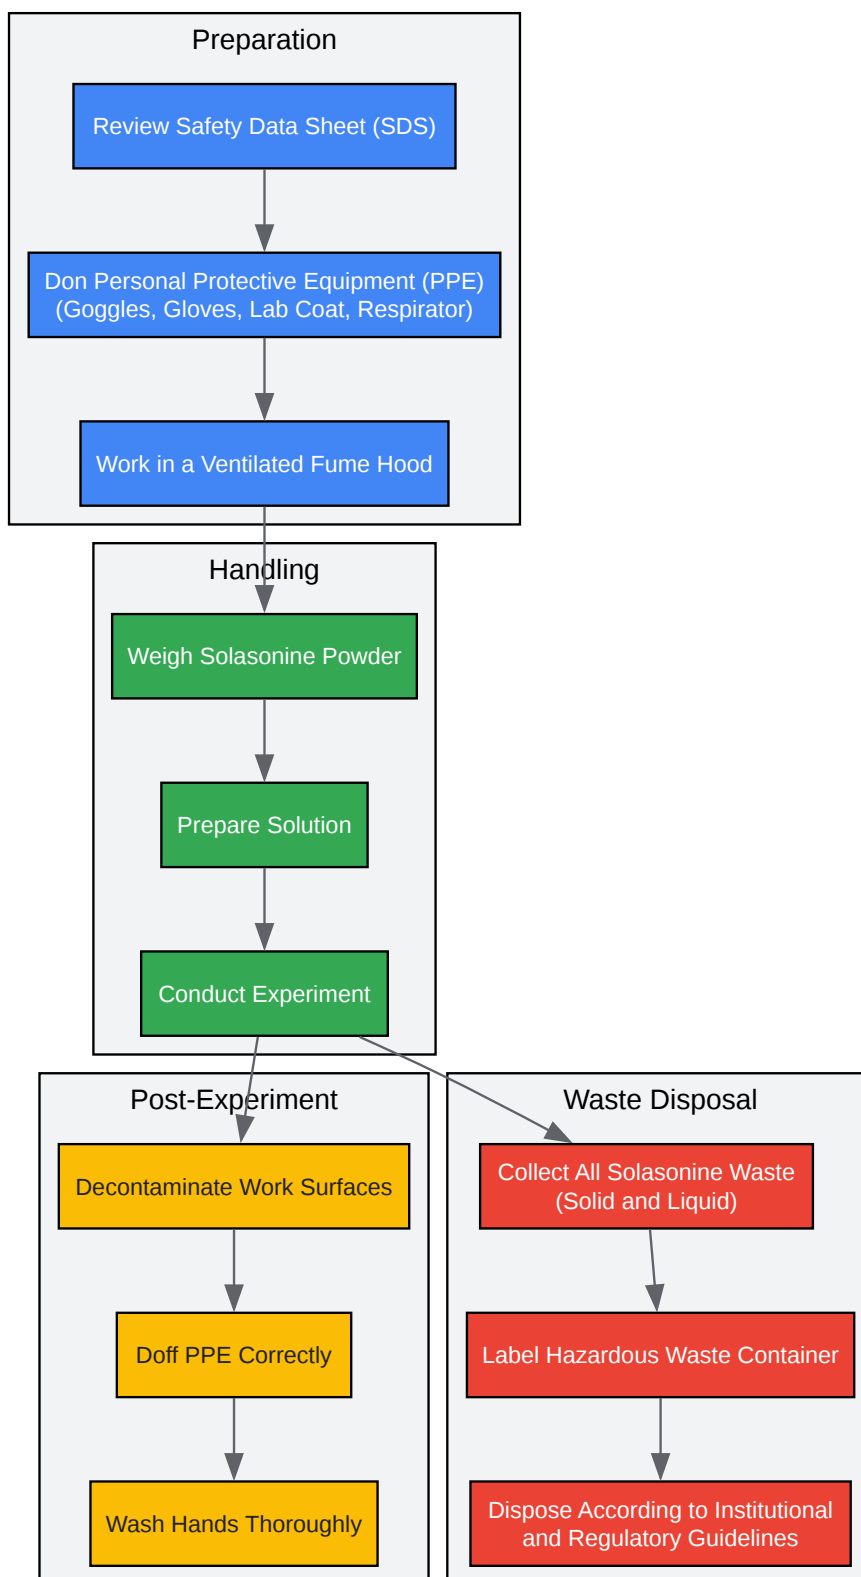 Preparation
Review Safety Data Sheet (SDS)
Don Personal Protective Equipment (PPE)
(Goggles, Gloves, Lab Coat, Respirator)
Work in a Ventilated Fume Hood
Handling
Weigh Solasonine Powder
Prepare Solution
Conduct Experiment
Post-Experiment
Decontaminate Work Surfaces
Doff PPE Correctly
Wash Hands Thoroughly
Waste Disposal
Collect All Solasonine Waste
(Solid and Liquid)
Label Hazardous Waste Container
Dispose According to Institutional
and Regulatory Guidelines